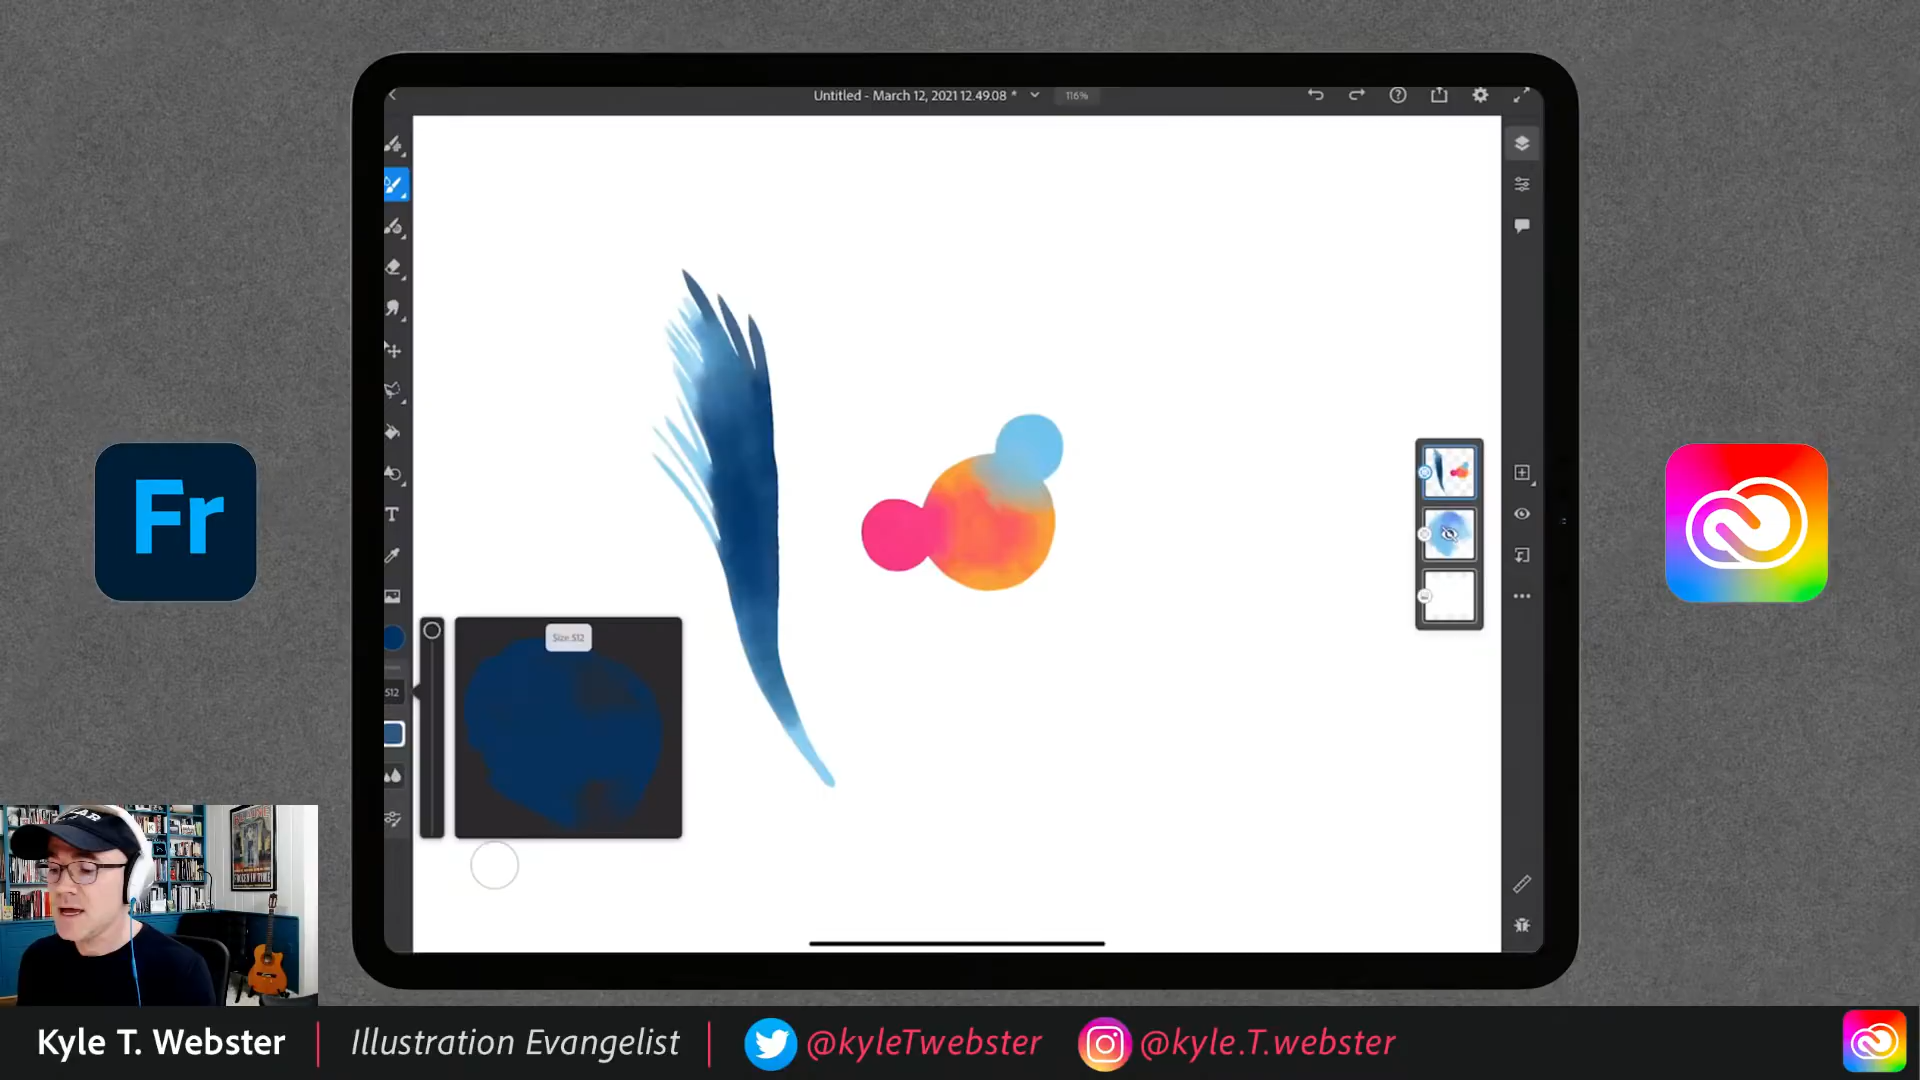 Untitled - March 12, 2021 12.49.08 *
116%
Fr
T
Size 512
512
Kyle T. Webster
Illustration Evangelist
@kyleTwebster
@kyle.T.webster